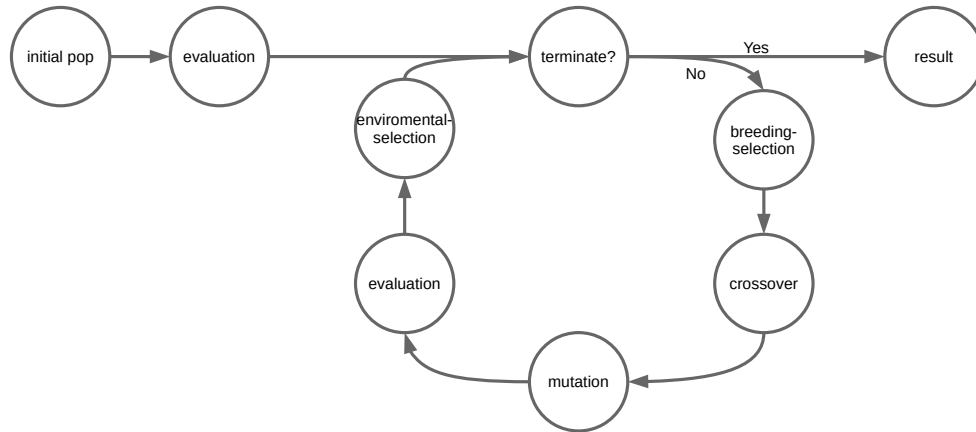 initial pop
evaluation
terminate?
Yes
No
result
enviromental-
selection
breeding-
selection
evaluation
crossover
mutation